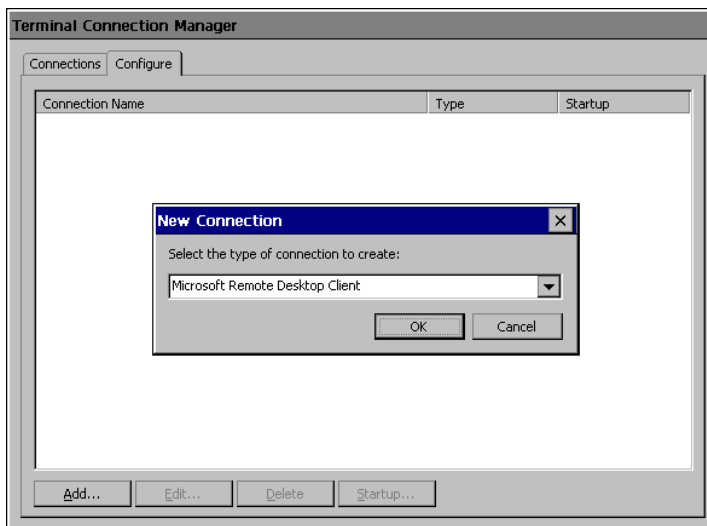 Terminal Connection Manager
Connections Configure
Connection Name Type Startup
New Connection
Select the type of connection to create:
Microsoft Remote Desktop Client
OK Cancel
Add... Edit... Delete Startup...